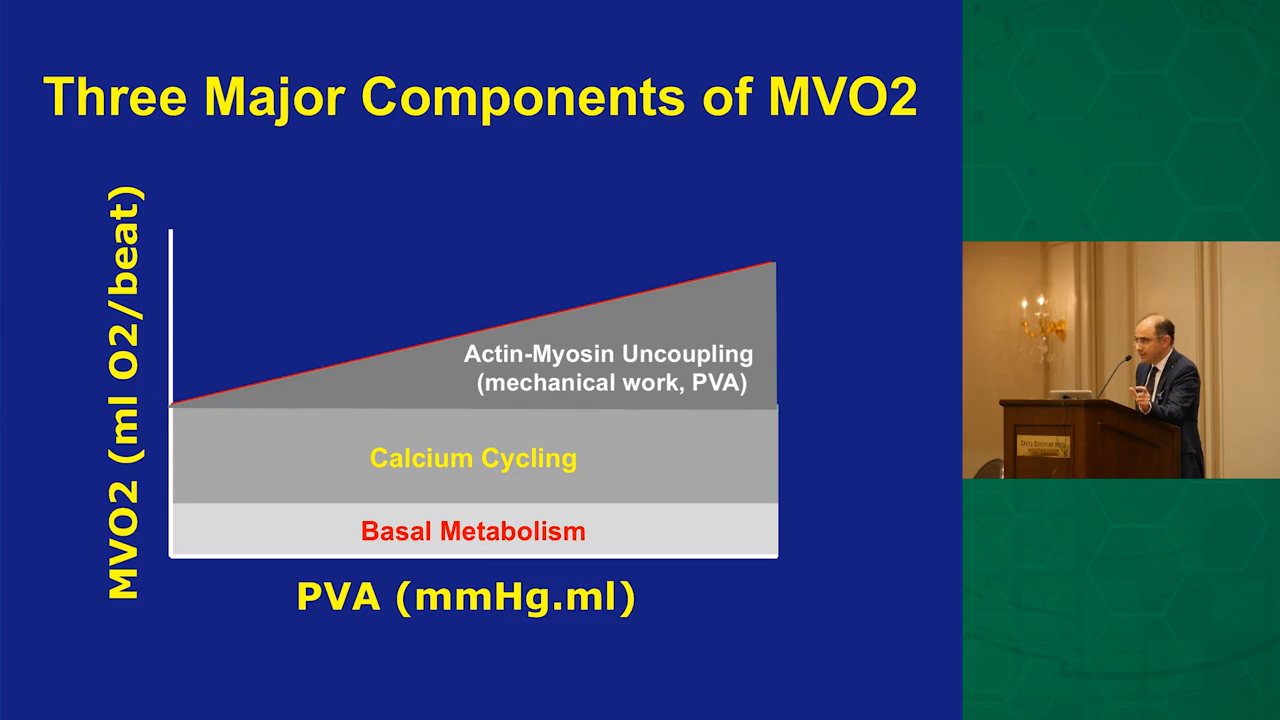 Three Major Components of MVO2
MVO2 (ml O2/beat)
Actin-Myosin Uncoupling
(mechanical work, PVA)
Calcium Cycling
Basal Metabolism
PVA (mmHg.ml)